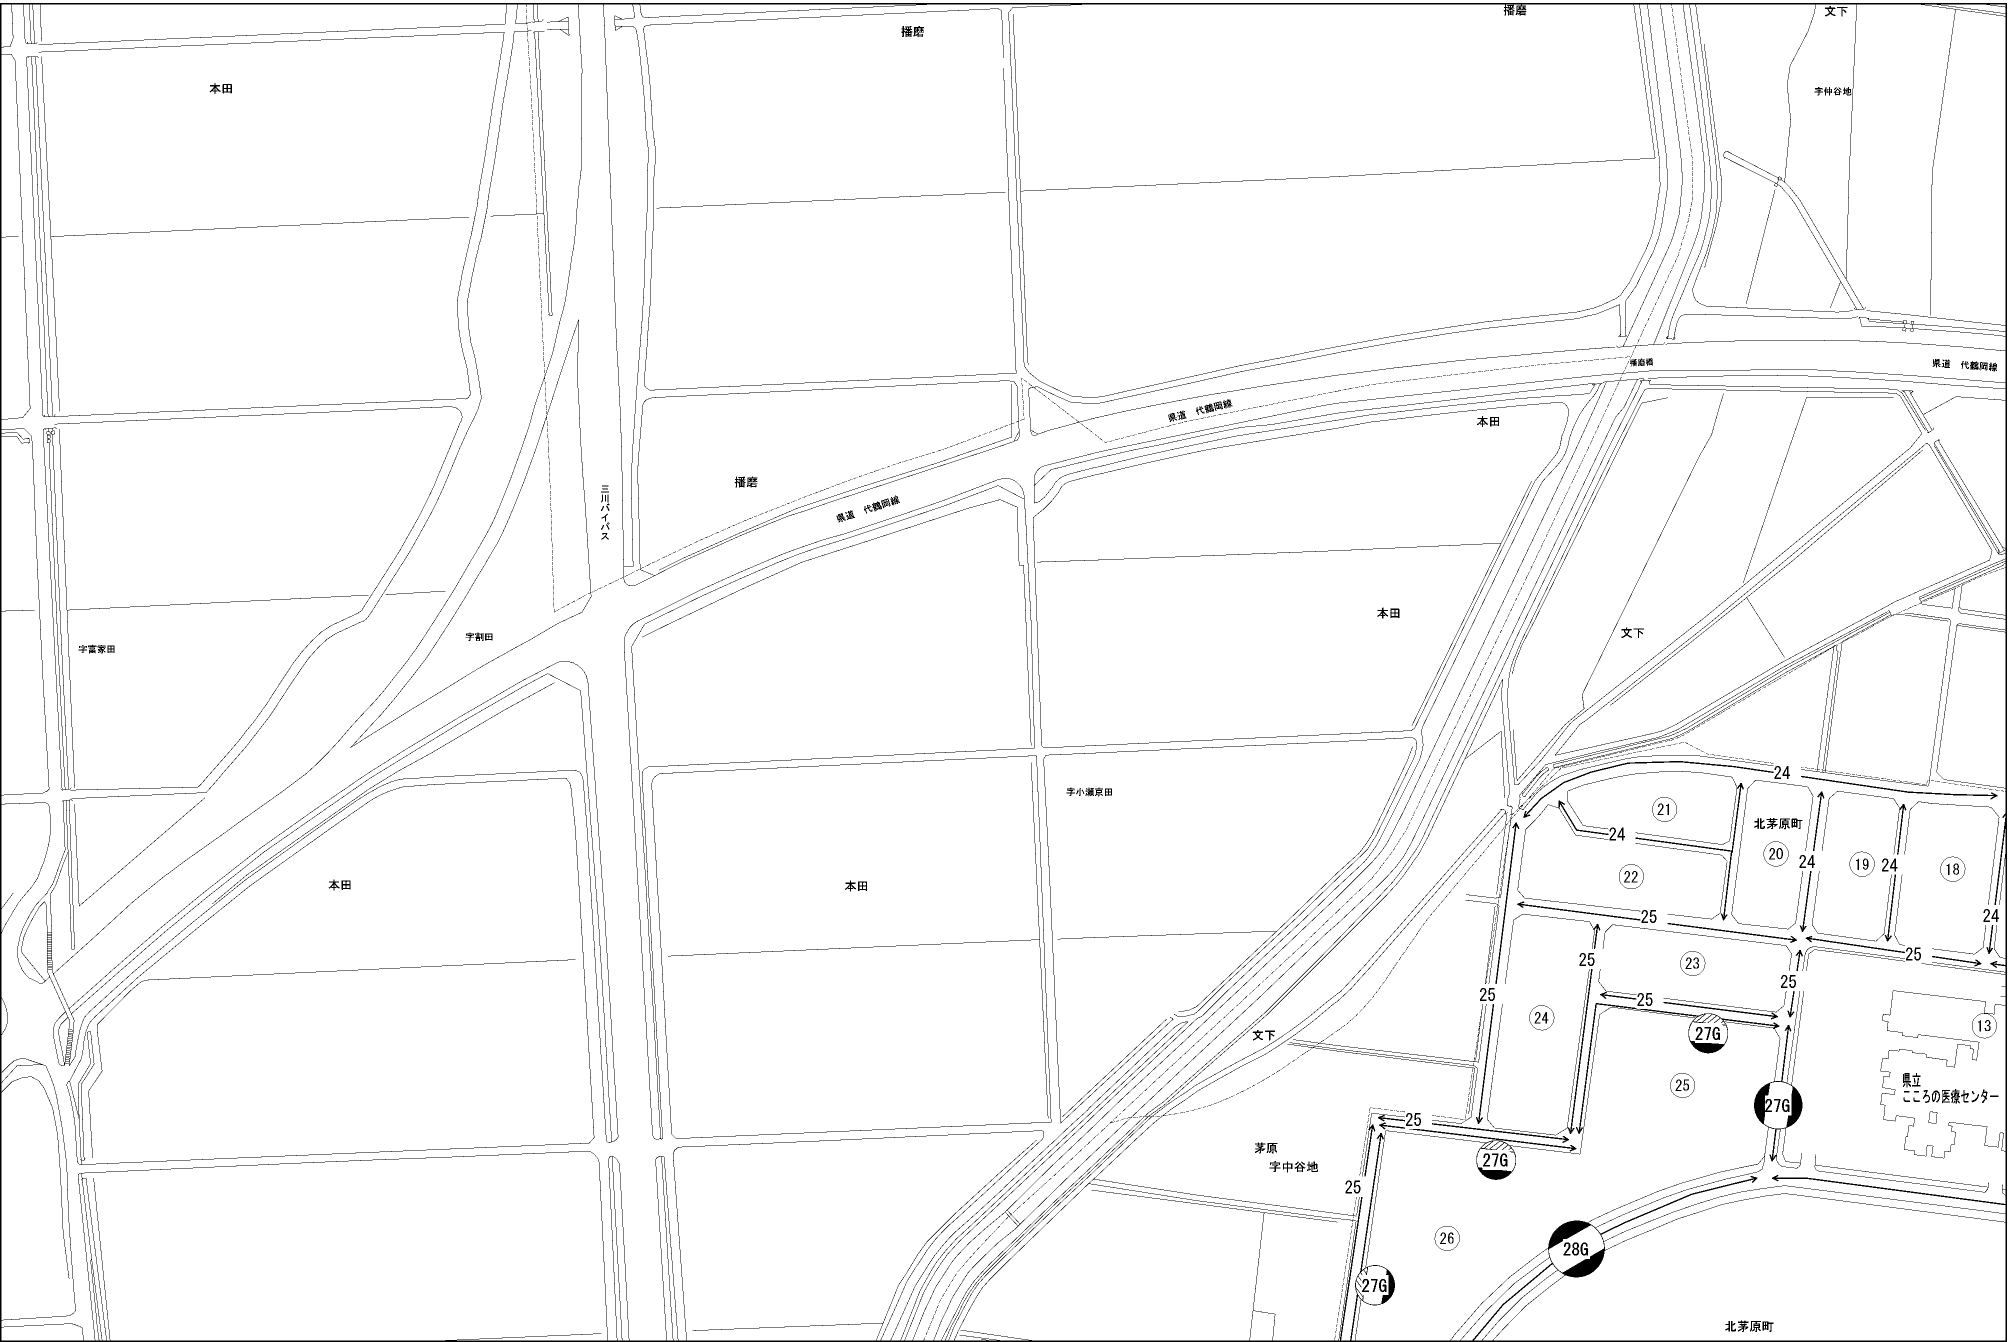 播磨
文下
播磨
本田
字仲谷地
県道 代鶴岡線
播磨橋
県道 代鶴岡線
本田
播磨
三川バイパス
県道 代鶴岡線
本田
文下
字割田
字富家田
24
字小瀬京田
21
北茅原町
24
20
24
19
24
18
22
本田
本田
25
24
25
25
23
25
25
25
24
27G
13
文下
25
県立
こころの医療センター
27G
25
茅原
27G
字中谷地
25
26
28G
27G
北茅原町